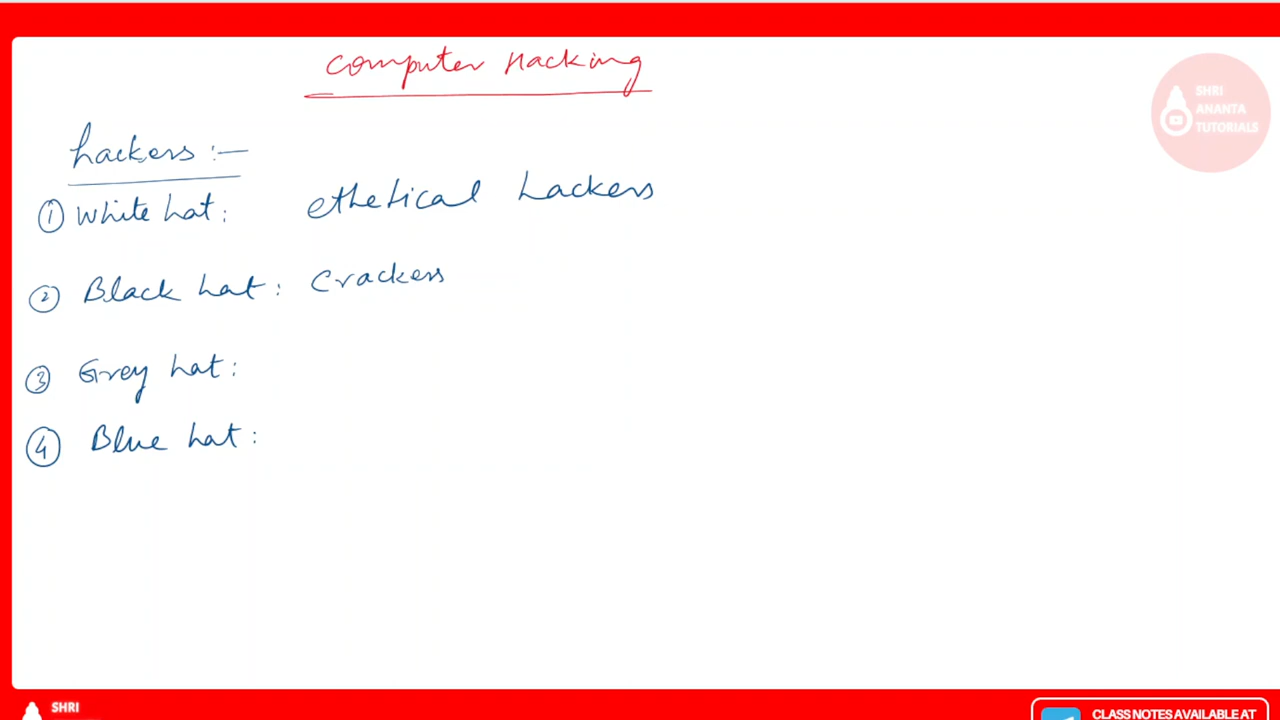 computer Hacking
SHRI
ANANTA
TUTORIALS
hackers :—
① White hat : ethetical hackers
② Black hat : crackers
③ Grey hat :
④ Blue hat :
SHRI
CLASS NOTES AVAILABLE AT